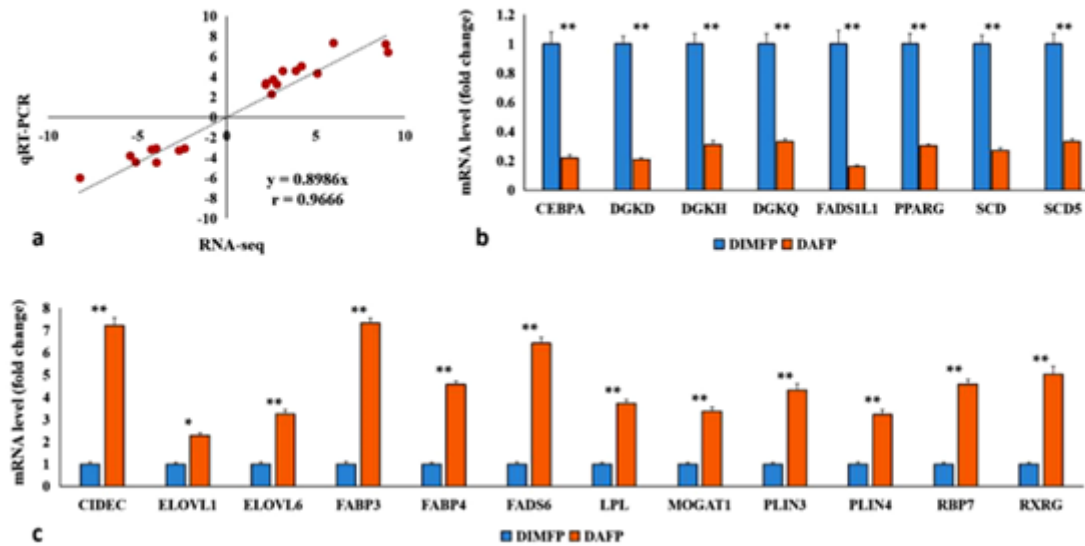 10
8
6
4
2
0
-10 -5 0 5 10
-2
-4
-6
-8
-10
qRT-PCR
y = 0.8986x
r = 0.9666
a
RNA-seq
1.2
1
0.8
0.6
0.4
0.2
0
mRNA level (fold change)
** ** ** ** ** ** ** **
CEBPA DGKD DGKH DGKQ FADS1L1 PPARG SCD SCD5
b
DIMFP DAFP
8
7
6
5
4
3
2
1
0
mRNA level (fold change)
** * ** ** ** ** ** ** ** ** ** **
CIDEC ELOVL1 ELOVL6 FABP3 FABP4 FADS6 LPL MOGAT1 PLIN3 PLIN4 RBP7 RXRG
c
DIMFP DAFP